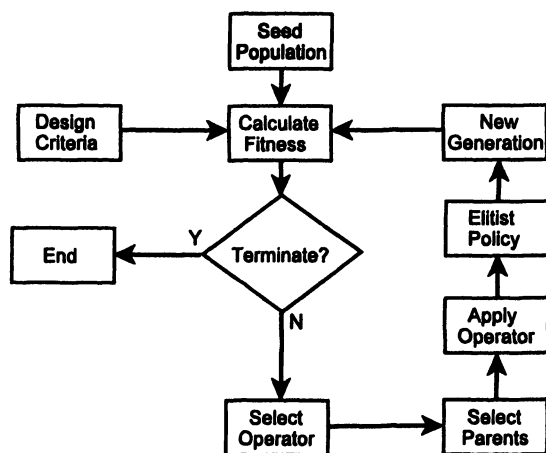 Seed
Population
Design
Criteria
Calculate
Fitness
New
Generation
Elitist
Policy
Y
End
Terminate?
N
Apply
Operator
Select
Operator
Select
Parents